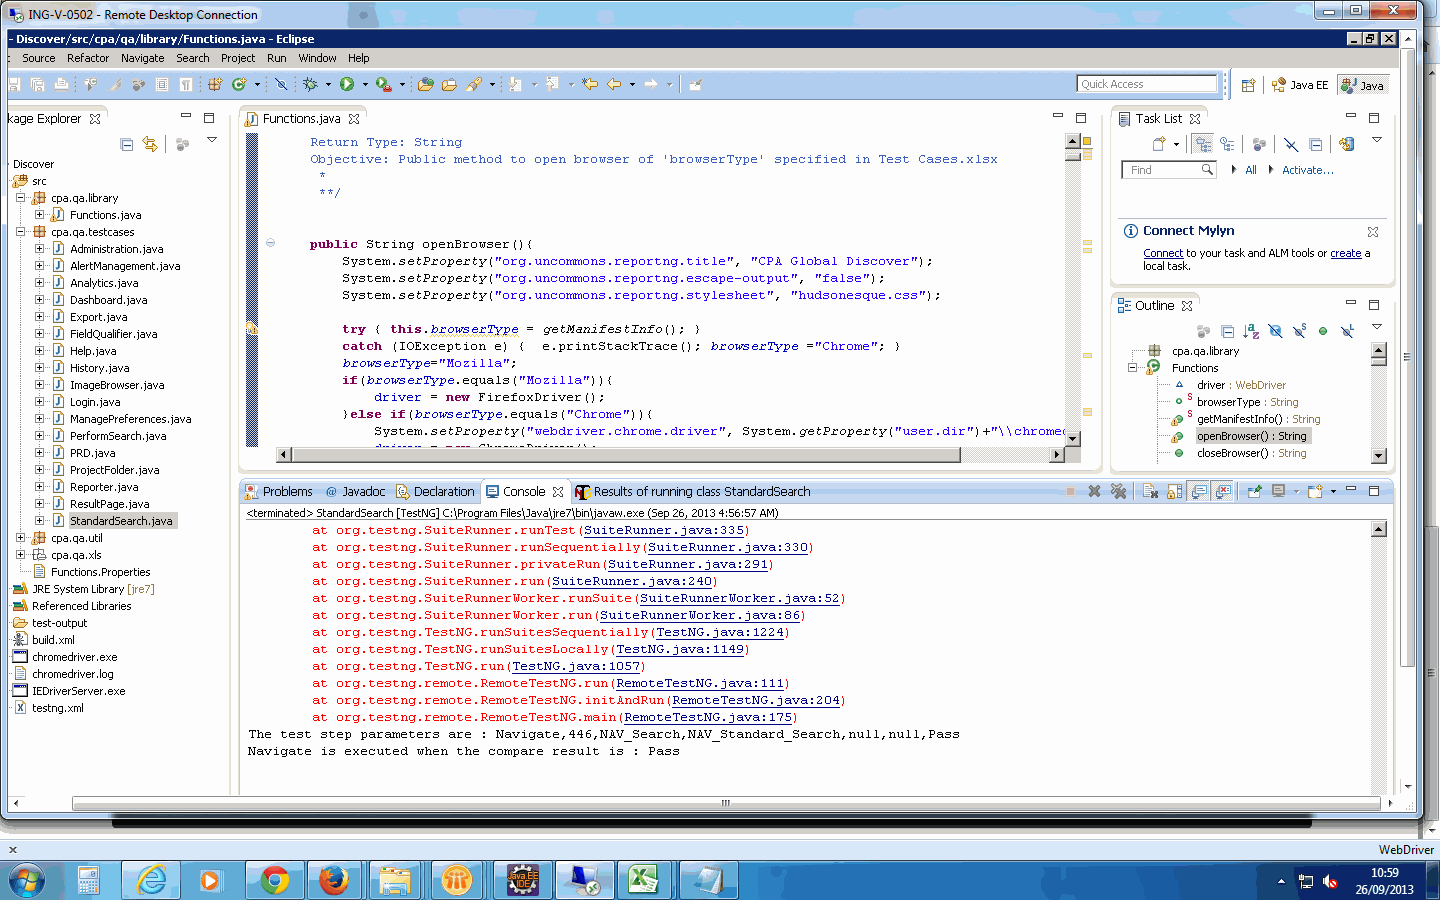 ING-V-0502 - Remote Desktop Connection
- Discover/src/cpa/qa/library/Functions.java - Eclipse
: Source Refactor Navigate Search Project Run Window Help
Quick Access
Java EE
Java
kage Explorer
Discover
src
cpa.qa.library
Functions.java
cpa.qa.testcases
Administration.java
AlertManagement.java
Analytics.java
Dashboard.java
Export.java
FieldQualifier.java
Help.java
History.java
ImageBrowser.java
Login.java
ManagePreferences.java
PerformSearch.java
PRD.java
ProjectFolder.java
Reporter.java
ResultPage.java
StandardSearch.java
cpa.qa.util
cpa.qa.xls
Functions.Properties
JRE System Library [jre7]
Referenced Libraries
test-output
build.xml
chromedriver.exe
chromedriver.log
IEDriverServer.exe
testng.xml
Functions.java
Return Type: String
Objective: Public method to open browser of 'browserType' specified in Test Cases.xlsx
*
**/
public String openBrowser(){
System.setProperty("org.uncommons.reportng.title", "CPA Global Discover");
System.setProperty("org.uncommons.reportng.escape-output", "false");
System.setProperty("org.uncommons.reportng.stylesheet", "hudsonesque.css");
try { this.browserType = getManifestInfo(); }
catch (IOException e) {  e.printStackTrace(); browserType ="Chrome"; }
browserType="Mozilla";
if(browserType.equals("Mozilla")){
driver = new FirefoxDriver();
}else if(browserType.equals("Chrome")){
System.setProperty("webdriver.chrome.driver", System.getProperty("user.dir")+"\\chrome
driver = new ChromeDriver();
Task List
Find
All
Activate...
Connect Mylyn
Connect to your task and ALM tools or create a
local task.
Outline
cpa.qa.library
Functions
driver : WebDriver
S browserType : String
S getManifestInfo() : String
openBrowser() : String
closeBrowser() : String
Problems @ Javadoc Declaration Console Results of running class StandardSearch
<terminated> StandardSearch [TestNG] C:\Program Files\Java\jre7\bin\javaw.exe (Sep 26, 2013 4:56:57 AM)
at org.testng.SuiteRunner.runTest(SuiteRunner.java:335)
at org.testng.SuiteRunner.runSequentially(SuiteRunner.java:330)
at org.testng.SuiteRunner.privateRun(SuiteRunner.java:291)
at org.testng.SuiteRunner.run(SuiteRunner.java:240)
at org.testng.SuiteRunnerWorker.runSuite(SuiteRunnerWorker.java:52)
at org.testng.SuiteRunnerWorker.run(SuiteRunnerWorker.java:86)
at org.testng.TestNG.runSuitesSequentially(TestNG.java:1224)
at org.testng.TestNG.runSuitesLocally(TestNG.java:1149)
at org.testng.TestNG.run(TestNG.java:1057)
at org.testng.remote.RemoteTestNG.run(RemoteTestNG.java:111)
at org.testng.remote.RemoteTestNG.initAndRun(RemoteTestNG.java:204)
at org.testng.remote.RemoteTestNG.main(RemoteTestNG.java:175)
The test step parameters are : Navigate,446,NAV_Search,NAV_Standard_Search,null,null,Pass
Navigate is executed when the compare result is : Pass
WebDriver
Java EE
IDE
10:59
26/09/2013